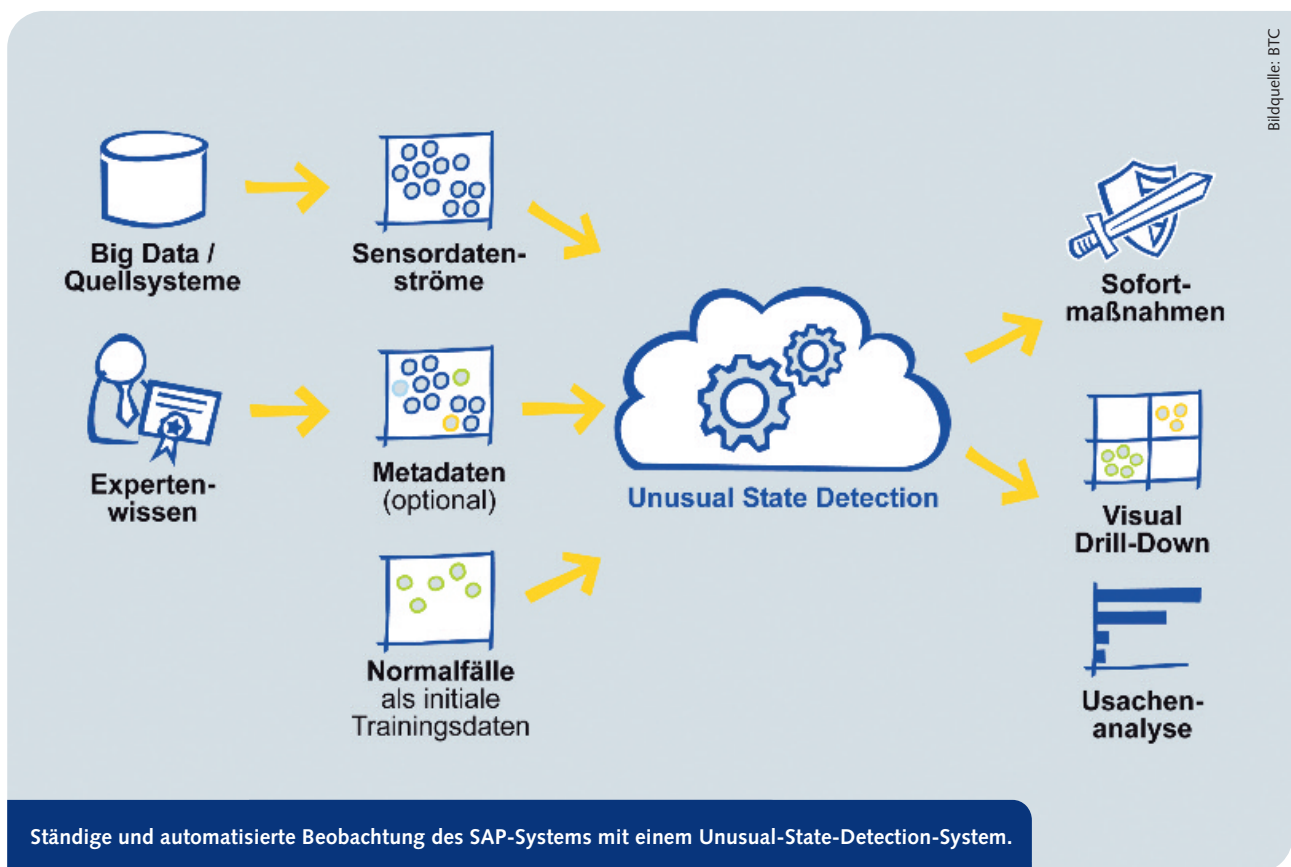 Bildquelle: BTC
Big Data /
Quellsysteme
Sensordaten-
ströme
Experten-
wissen
Metadaten
(optional)
Normalfälle
als initiale
Trainingsdaten
Unusual State Detection
Sofort-
maßnahmen
Visual
Drill-Down
Usachen-
analyse
Ständige und automatisierte Beobachtung des SAP-Systems mit einem Unusual-State-Detection-System.